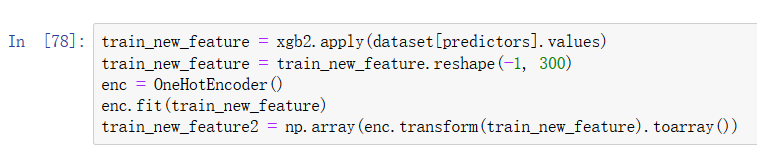 In [78]: train_new_feature = xgb2.apply(dataset[predictors].values)
train_new_feature = train_new_feature.reshape(-1, 300)
enc = OneHotEncoder()
enc.fit(train_new_feature)
train_new_feature2 = np.array(enc.transform(train_new_feature).toarray())